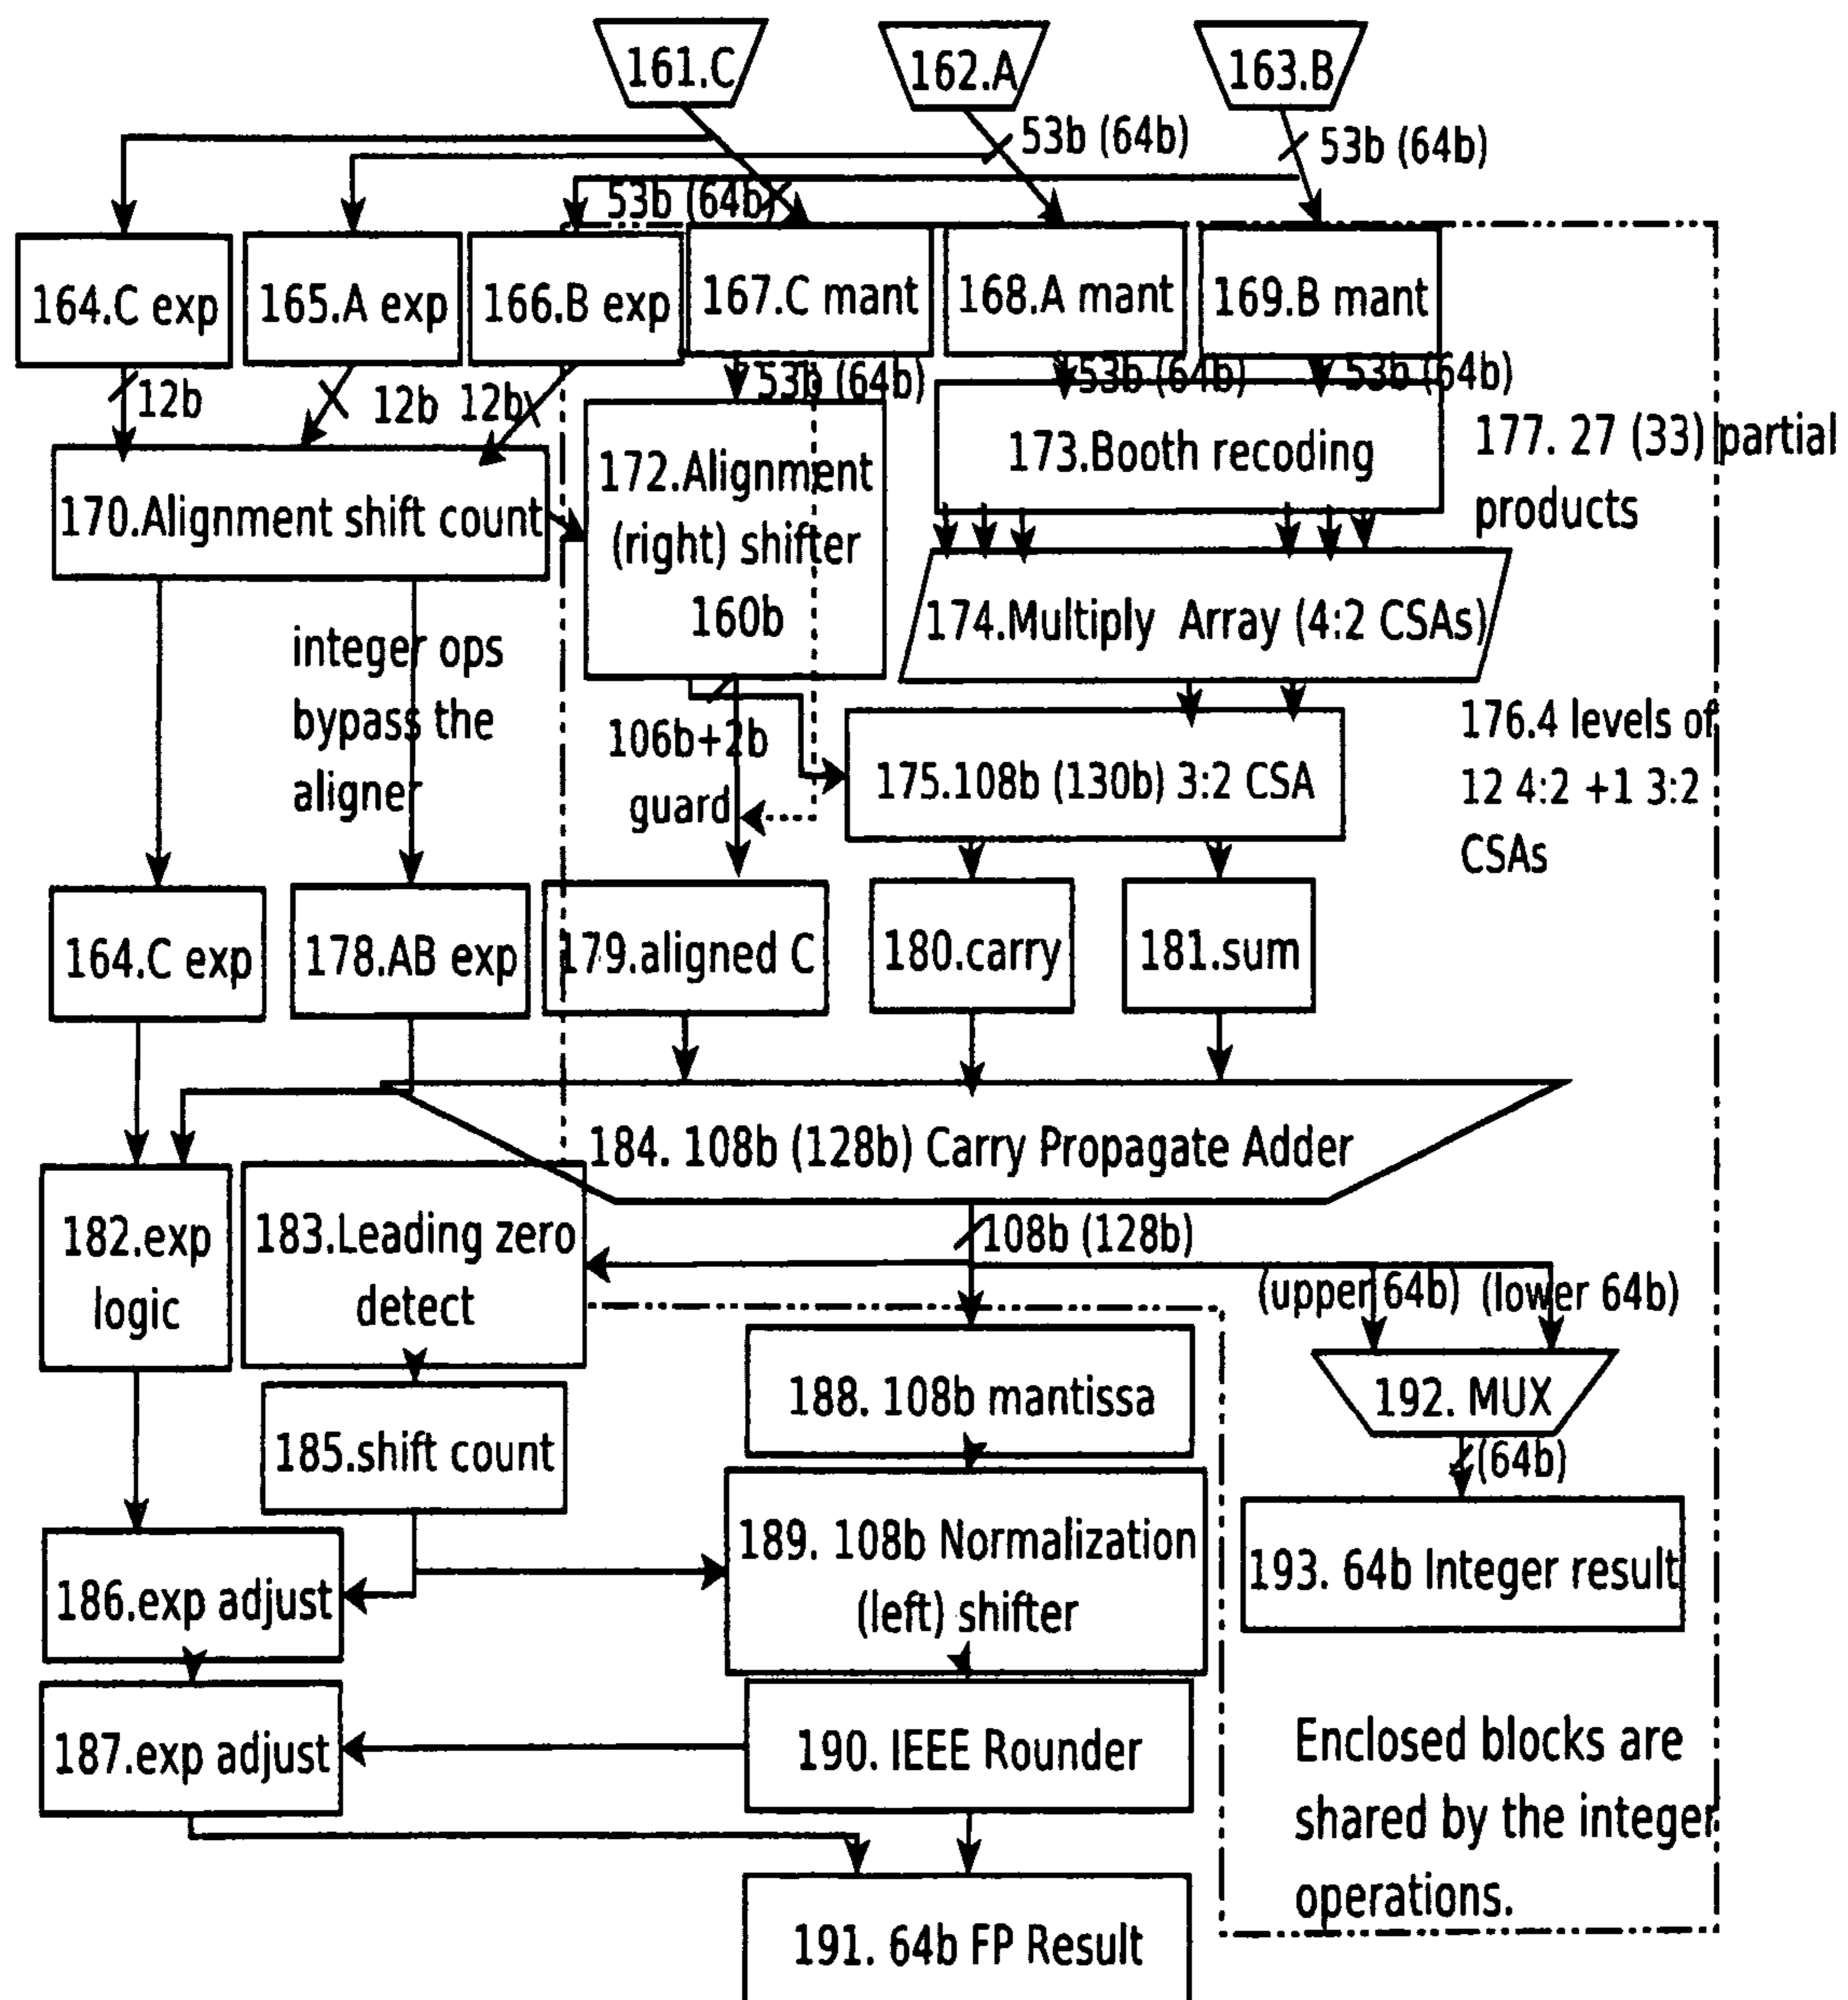 161.C
162.A
163.B
53b (64b)
53b (64b)
53b (64b)
164.C exp
165.A exp
166.B exp
167.C mant
168.A mant
169.B mant
12b
12b
12b
53b (64b)
53b (64b)
53b (64b)
170.Alignment shift count
172.Alignment
(right) shifter
160b
173.Booth recoding
177. 27 (33) partial
products
174.Multiply Array (4:2 CSAs)
integer ops
bypass the
aligner
106b+2b
guard
175.108b (130b) 3:2 CSA
176.4 levels of
12 4:2 +1 3:2
CSAs
164.C exp
178.AB exp
179.aligned C
180.carry
181.sum
184. 108b (128b) Carry Propagate Adder
182.exp
logic
183.Leading zero
detect
108b (128b)
(upper 64b)
(lower 64b)
185.shift count
188. 108b mantissa
192. MUX
(64b)
186.exp adjust
189. 108b Normalization
(left) shifter
193. 64b Integer result
187.exp adjust
190. IEEE Rounder
Enclosed blocks are
shared by the integer
operations.
191. 64b FP Result